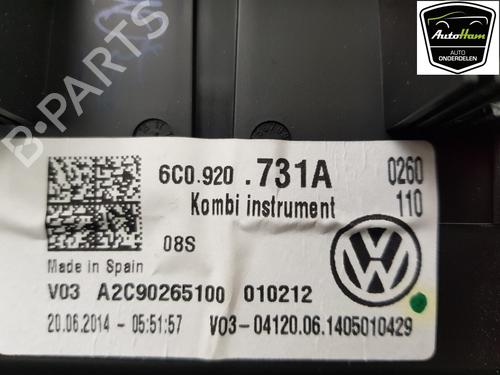 AutoHam
AUTO
ONDERDELEN
B-PARTS
6C0.920 .731A 0260
Kombi instrument 110
08S
Made in Spain
V03 A2C90265100 010212
20.06.2014 - 05:51:57 V03-04120.06.1405010429